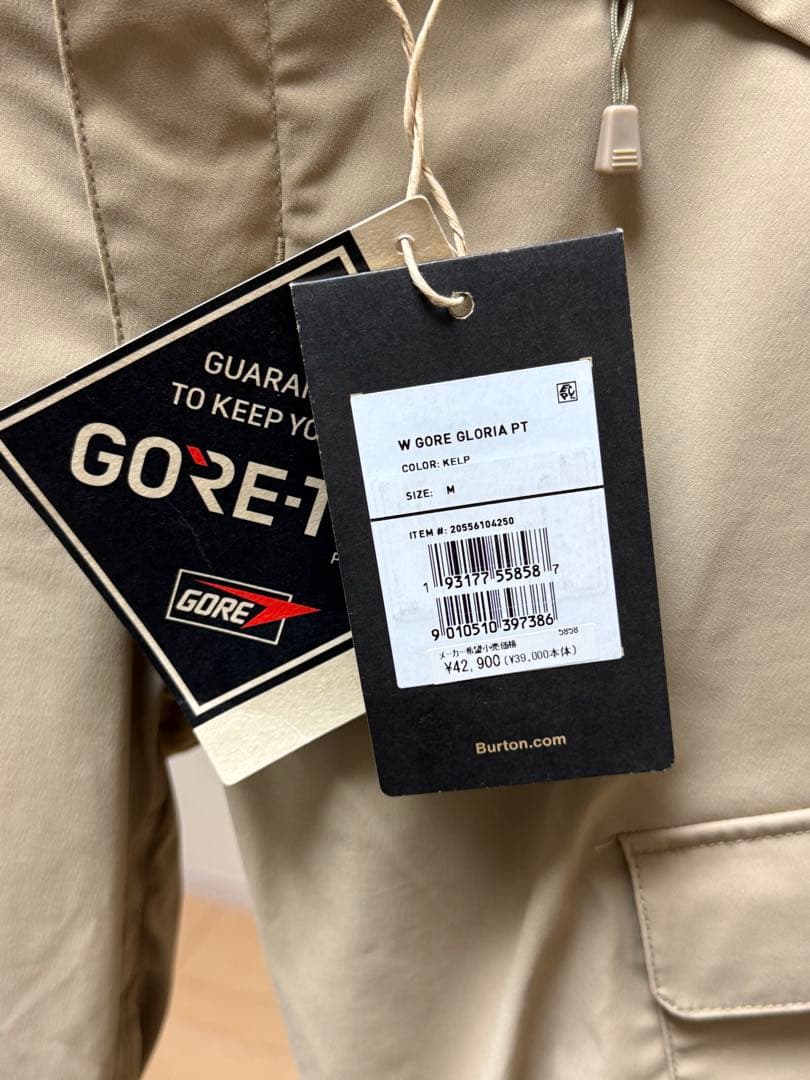 GUARAN
TO KEEP YO
GORE-T
GORE
W GORE GLORIA PT
COLOR: KELP
SIZE: M
ITEM #: 20556104250
1 93177 55858 7
9 010510 397386
5858
メーカー希望小売価格
¥42,900(¥39,000本体)
Burton.com